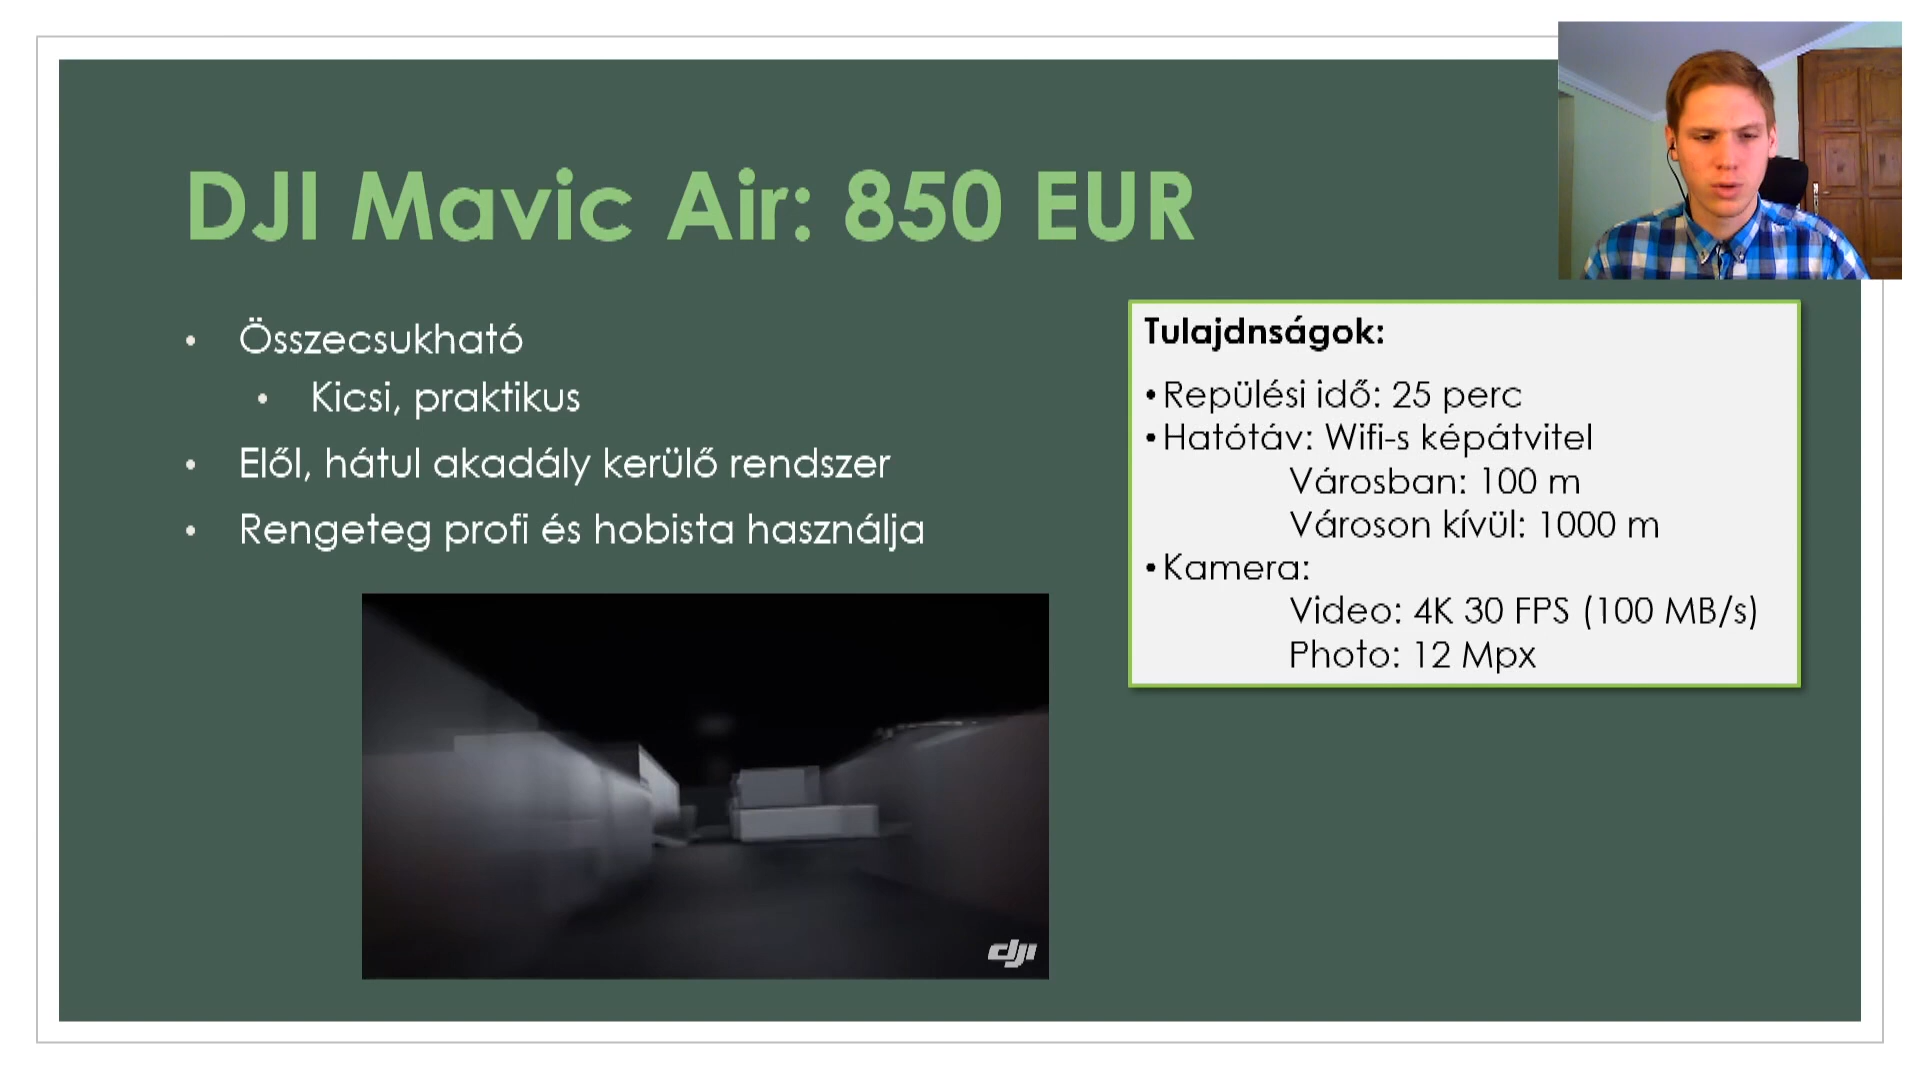 DJI Mavic Air: 850 EUR
• Összecsukható
• Kicsi, praktikus
• Elől, hátul akadály kerülő rendszer
• Rengeteg profi és hobista használja
Tulajdnságok:
• Repülési idő: 25 perc
• Hatótáv: Wifi-s képátvitel
Városban: 100 m
Városon kívül: 1000 m
• Kamera:
Video: 4K 30 FPS (100 MB/s)
Photo: 12 Mpx
dji